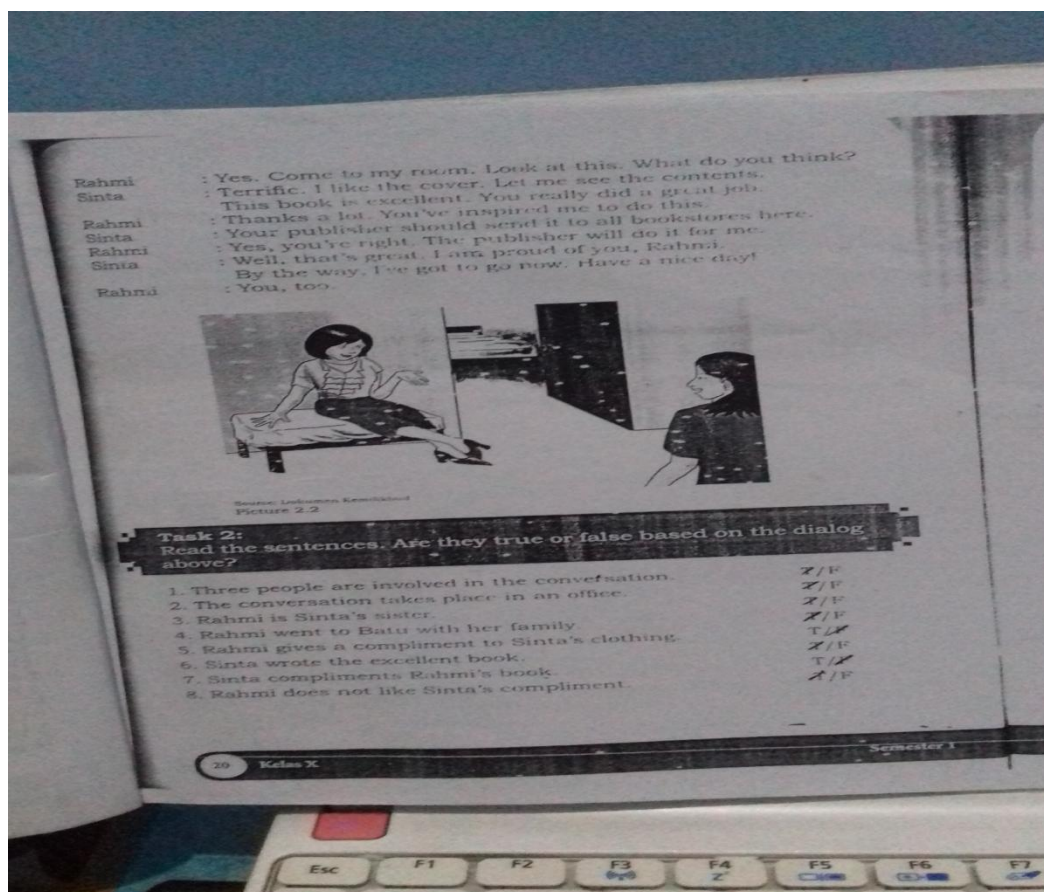 Rahmi : Yes. Come to my room. Look at this. What do you think?
Sinta : Terrific. I like the cover. Let me see the contents.
This book is excellent. You really did a great job.
Rahmi : Thanks a lot. You've inspired me to do this.
Sinta : Your publisher should send it to all bookstores here.
Rahmi : Yes, you're right. The publisher will do it for me.
Sinta : Well, that's great. I am proud of you, Rahmi.
By the way, I've got to go now. Have a nice day!
Rahmi : You, too.
Source: Dokumen Kemdikbud
Picture 2.2
Task 2:
Read the sentences. Are they true or false based on the dialog
above?
1. Three people are involved in the conversation. T/F
2. The conversation takes place in an office. T/F
3. Rahmi is Sinta's sister. T/F
4. Rahmi went to Batu with her family. T/F
5. Rahmi gives a compliment to Sinta's clothing. T/F
6. Sinta wrote the excellent book. T/F
7. Sinta compliments Rahmi's book. T/F
8. Rahmi does not like Sinta's compliment. T/F
20 Kelas X Semester 1
Esc F1 F2 F3 F4 F5 F6 F7